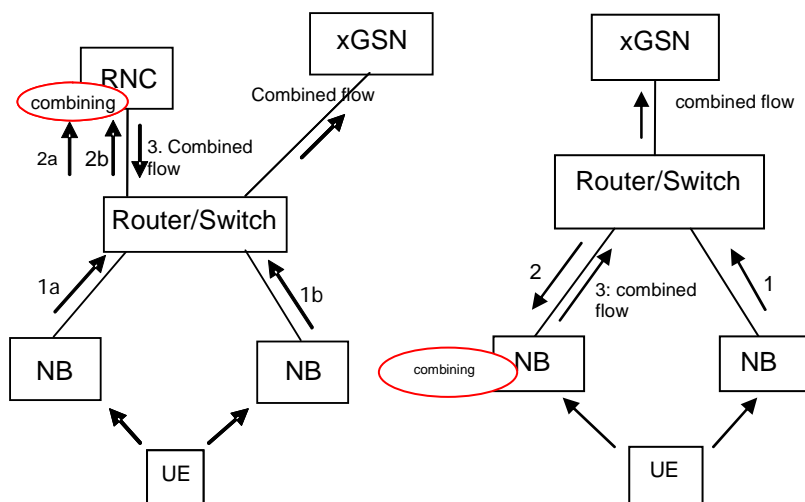 xGSN
RNC
combining
Combined flow
2a
2b
3. Combined
flow
Router/Switch
1a
1b
NB
NB
UE
xGSN
combined flow
Router/Switch
2
3: combined
flow
1
combining
NB
NB
UE